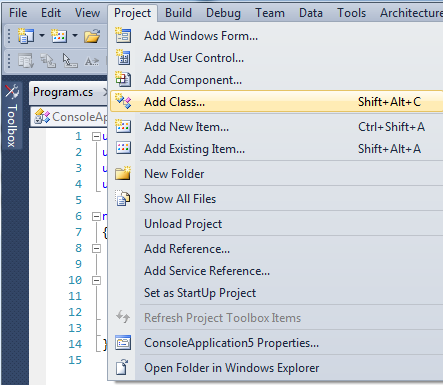 File Edit View Project Build Debug Team Data Tools Architecture
Add Windows Form...
Add User Control...
Add Component...
Program.cs
Add Class... Shift+Alt+C
ConsoleAp
Add New Item... Ctrl+Shift+A
Add Existing Item... Shift+Alt+A
New Folder
Show All Files
Unload Project
Add Reference...
Add Service Reference...
Set as StartUp Project
Refresh Project Toolbox Items
ConsoleApplication5 Properties...
Open Folder in Windows Explorer
Toolbox
1 u
2 u
3 u
4 u
5
6 n
7 {
8
9
10
11
12
13
14 }
15